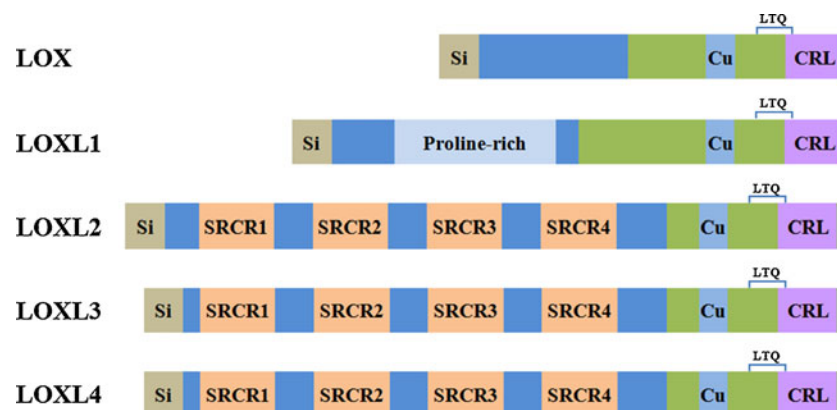 LTQ
LOX Si Cu CRL
LTQ
LOXL1 Si Proline-rich Cu CRL
LTQ
LOXL2 Si SRCR1 SRCR2 SRCR3 SRCR4 Cu CRL
LTQ
LOXL3 Si SRCR1 SRCR2 SRCR3 SRCR4 Cu CRL
LTQ
LOXL4 Si SRCR1 SRCR2 SRCR3 SRCR4 Cu CRL